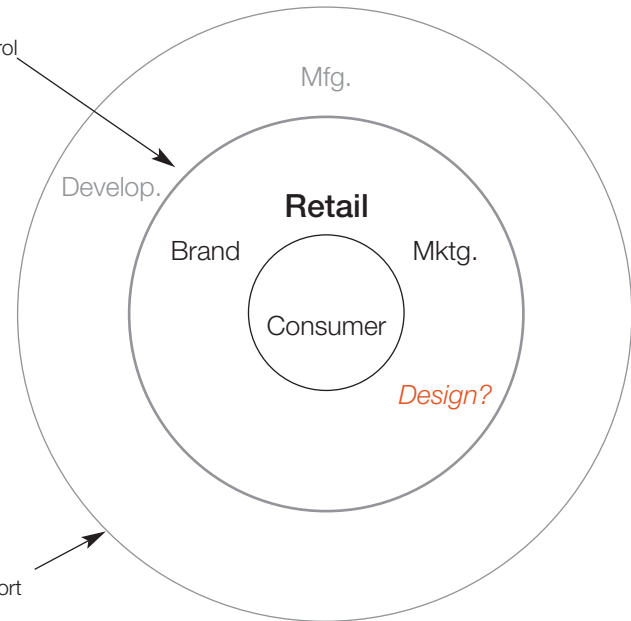 rol
Mfg.
Develop.
Retail
Brand
Mktg.
Consumer
Design?
ort